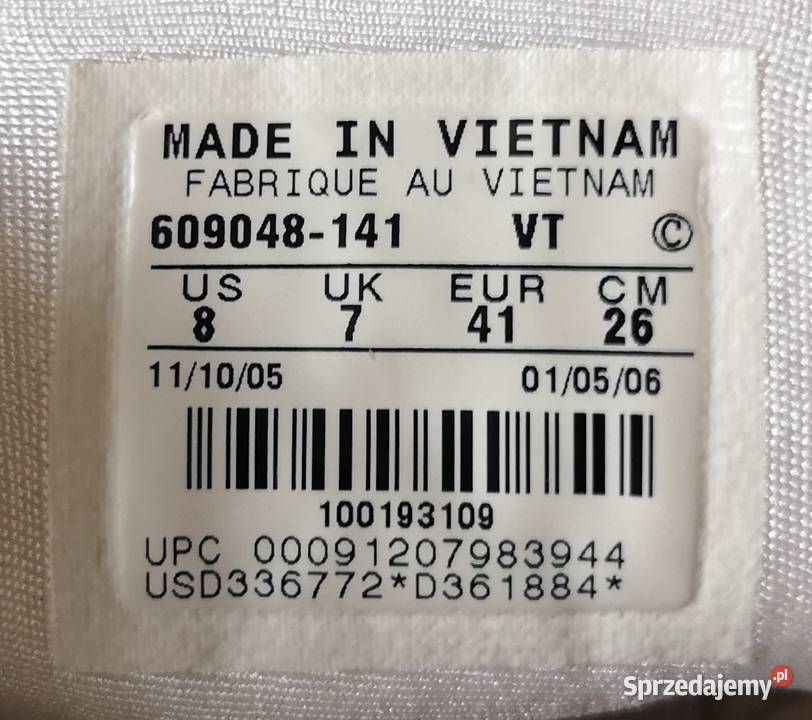 MADE IN VIETNAM
FABRIQUE AU VIETNAM
609048-141 VT ©
US UK EUR CM
8 7 41 26
11/10/05 01/05/06
100193109
UPC 00091207983944
USD336772*D361884*
Sprzedajemy.pl